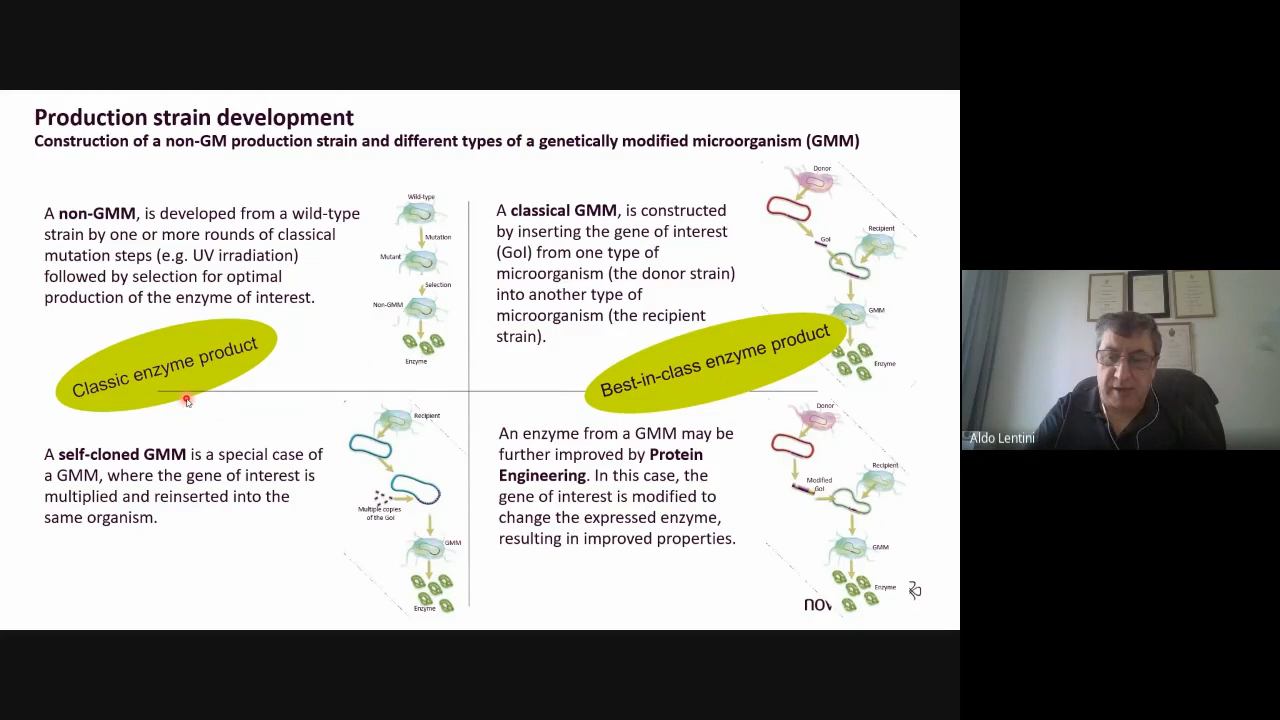 Production strain development
Construction of a non-GM production strain and different types of a genetically modified microorganism (GMM)
A non-GMM, is developed from a wild-type
strain by one or more rounds of classical
mutation steps (e.g. UV irradiation)
followed by selection for optimal
production of the enzyme of interest.
Wild-type
Mutation
Mutant
Selection
Non-GMM
Enzyme
Classic enzyme product
A classical GMM, is constructed
by inserting the gene of interest
(GoI) from one type of
microorganism (the donor strain)
into another type of
microorganism (the recipient
strain).
Donor
GoI
Recipient
GMM
Enzyme
Best-in-class enzyme product
A self-cloned GMM is a special case of
a GMM, where the gene of interest is
multiplied and reinserted into the
same organism.
Recipient
Multiple copies
of the GoI
GMM
Enzyme
An enzyme from a GMM may be
further improved by Protein
Engineering. In this case, the
gene of interest is modified to
change the expressed enzyme,
resulting in improved properties.
Donor
Modified
GoI
Recipient
GMM
Enzyme
Aldo Lentini